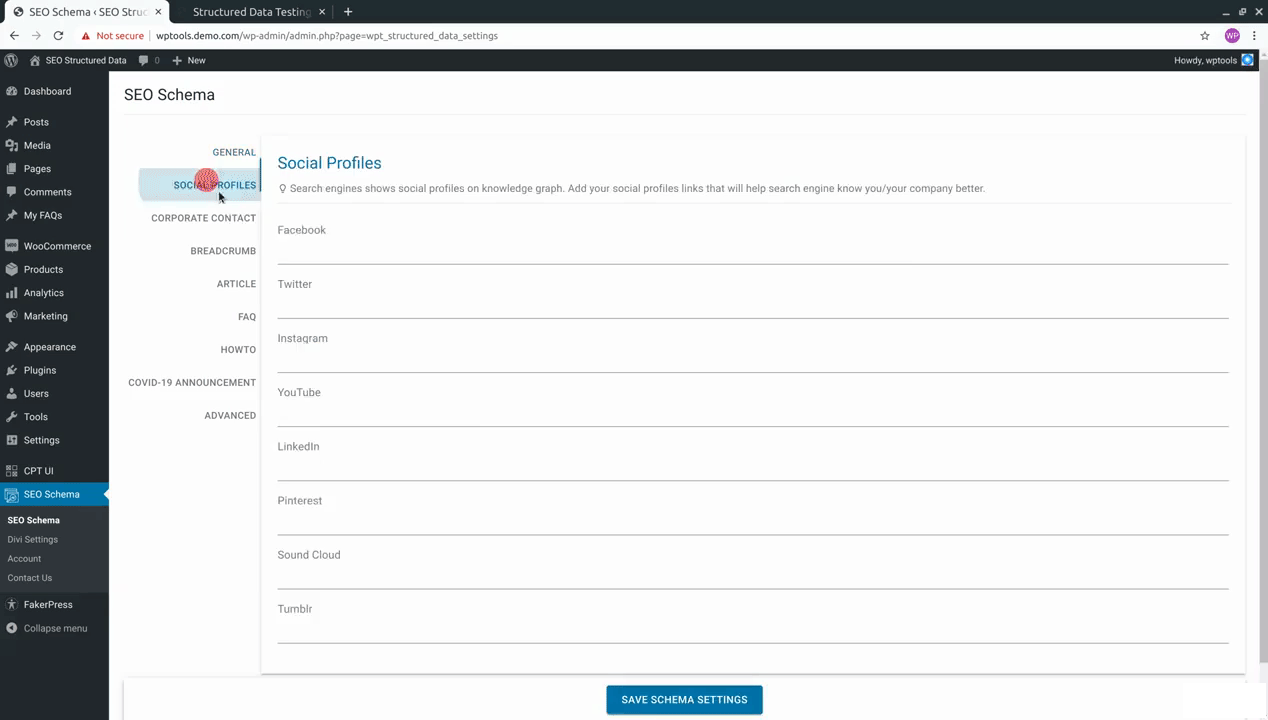 SEO Schema ‹ SEO Struc
Structured Data Testing
Not secure
wptools.demo.com/wp-admin/admin.php?page=wpt_structured_data_settings
WP
SEO Structured Data
0
New
Howdy, wptools
Dashboard
Posts
Media
Pages
Comments
My FAQs
WooCommerce
Products
Analytics
Marketing
Appearance
Plugins
Users
Tools
Settings
CPT UI
SEO Schema
SEO Schema
Divi Settings
Account
Contact Us
FakerPress
Collapse menu
SEO Schema
GENERAL
SOCIAL PROFILES
CORPORATE CONTACT
BREADCRUMB
ARTICLE
FAQ
HOWTO
COVID-19 ANNOUNCEMENT
ADVANCED
Social Profiles
Search engines shows social profiles on knowledge graph. Add your social profiles links that will help search engine know you/your company better.
Facebook
Twitter
Instagram
YouTube
LinkedIn
Pinterest
Sound Cloud
Tumblr
SAVE SCHEMA SETTINGS